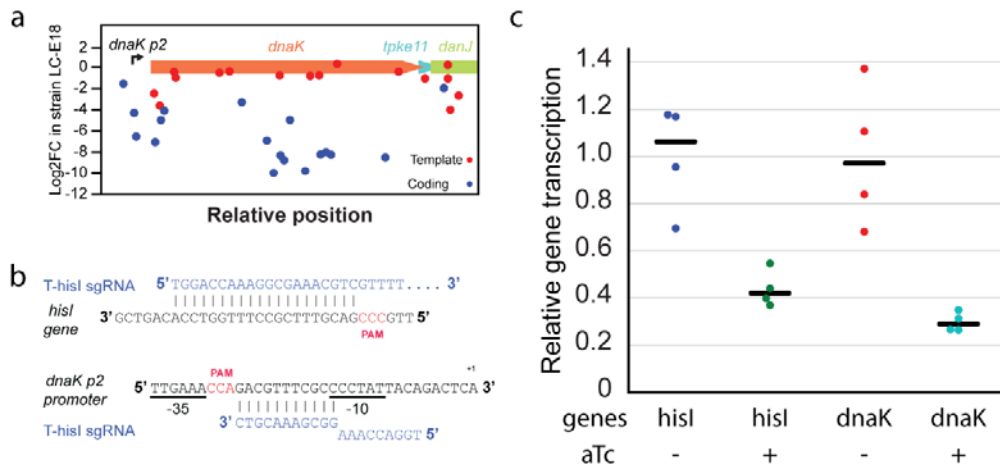 a
dnaK p2
dnaK
tpke11
danJ
Log2FC in strain LC-E18
2
0
-2
-4
-6
-8
-10
-12
Template
Coding
Relative position
b
T-hisI sgRNA
5’TGGACCAAAGGCGAAACGTCGTTTT.... 3’
hisI
gene
3’GCTGACACCTGGTTTCCGCTTTGCAGCCCGTT 5’
PAM
dnaK p2
promoter
PAM
+1
5’ TTGAAACCAGACGTTTCGCCCCTATTACAGACTCA 3’
-35
-10
T-hisI sgRNA
3’CTGCAAAGCGG
AAACCAGGT 5’
c
Relative gene transcription
1.4
1.2
1.0
0.8
0.6
0.4
0.2
0
genes hisI hisI dnaK dnaK
aTc - + - +